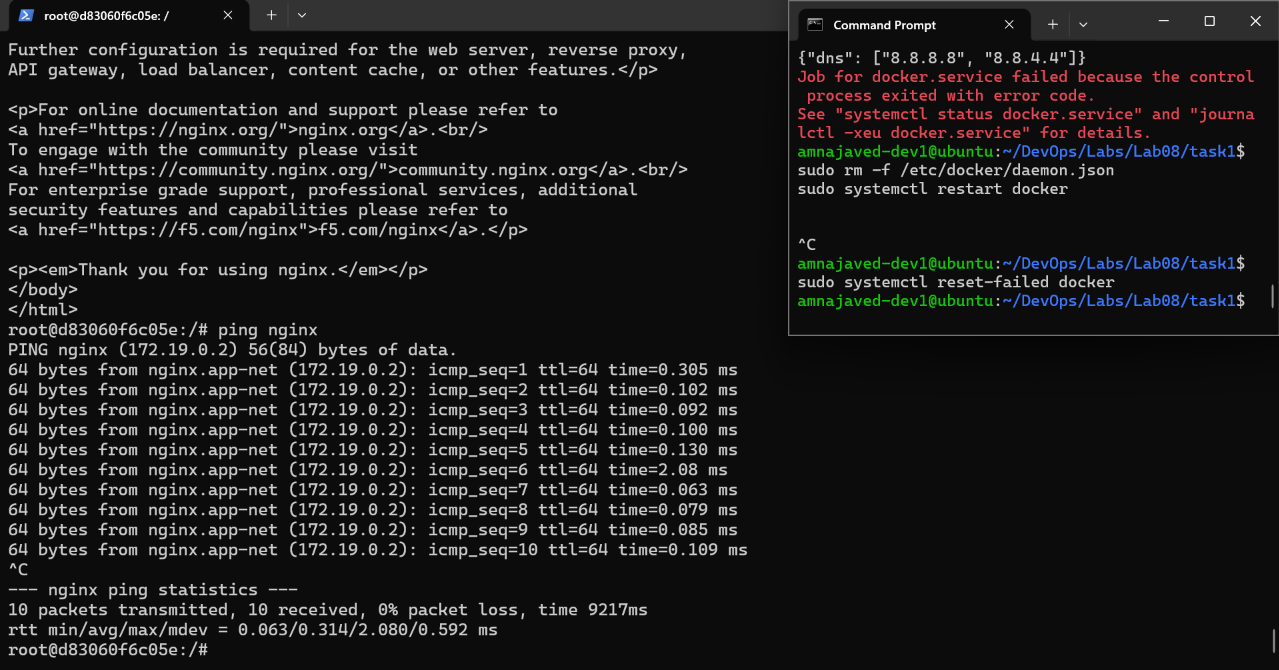 root@d83060f6c05e: /
Further configuration is required for the web server, reverse proxy,
API gateway, load balancer, content cache, or other features.</p>

<p>For online documentation and support please refer to
<a href="https://nginx.org/">nginx.org</a>.<br/>
To engage with the community please visit
<a href="https://community.nginx.org/">community.nginx.org</a>.<br/>
For enterprise grade support, professional services, additional
security features and capabilities please refer to
<a href="https://f5.com/nginx">f5.com/nginx</a>.</p>

<p><em>Thank you for using nginx.</em></p>
</body>
</html>
root@d83060f6c05e:/# ping nginx
PING nginx (172.19.0.2) 56(84) bytes of data.
64 bytes from nginx.app-net (172.19.0.2): icmp_seq=1 ttl=64 time=0.305 ms
64 bytes from nginx.app-net (172.19.0.2): icmp_seq=2 ttl=64 time=0.102 ms
64 bytes from nginx.app-net (172.19.0.2): icmp_seq=3 ttl=64 time=0.092 ms
64 bytes from nginx.app-net (172.19.0.2): icmp_seq=4 ttl=64 time=0.100 ms
64 bytes from nginx.app-net (172.19.0.2): icmp_seq=5 ttl=64 time=0.130 ms
64 bytes from nginx.app-net (172.19.0.2): icmp_seq=6 ttl=64 time=2.08 ms
64 bytes from nginx.app-net (172.19.0.2): icmp_seq=7 ttl=64 time=0.063 ms
64 bytes from nginx.app-net (172.19.0.2): icmp_seq=8 ttl=64 time=0.079 ms
64 bytes from nginx.app-net (172.19.0.2): icmp_seq=9 ttl=64 time=0.085 ms
64 bytes from nginx.app-net (172.19.0.2): icmp_seq=10 ttl=64 time=0.109 ms
^C
--- nginx ping statistics ---
10 packets transmitted, 10 received, 0% packet loss, time 9217ms
rtt min/avg/max/mdev = 0.063/0.314/2.080/0.592 ms
root@d83060f6c05e:/#
Command Prompt
{"dns": ["8.8.8.8", "8.8.4.4"]}
Job for docker.service failed because the control
 process exited with error code.
See "systemctl status docker.service" and "journa
lctl -xeu docker.service" for details.
amnajaved-dev1@ubuntu:~/DevOps/Labs/Lab08/task1$
sudo rm -f /etc/docker/daemon.json
sudo systemctl restart docker

^C
amnajaved-dev1@ubuntu:~/DevOps/Labs/Lab08/task1$
sudo systemctl reset-failed docker
amnajaved-dev1@ubuntu:~/DevOps/Labs/Lab08/task1$